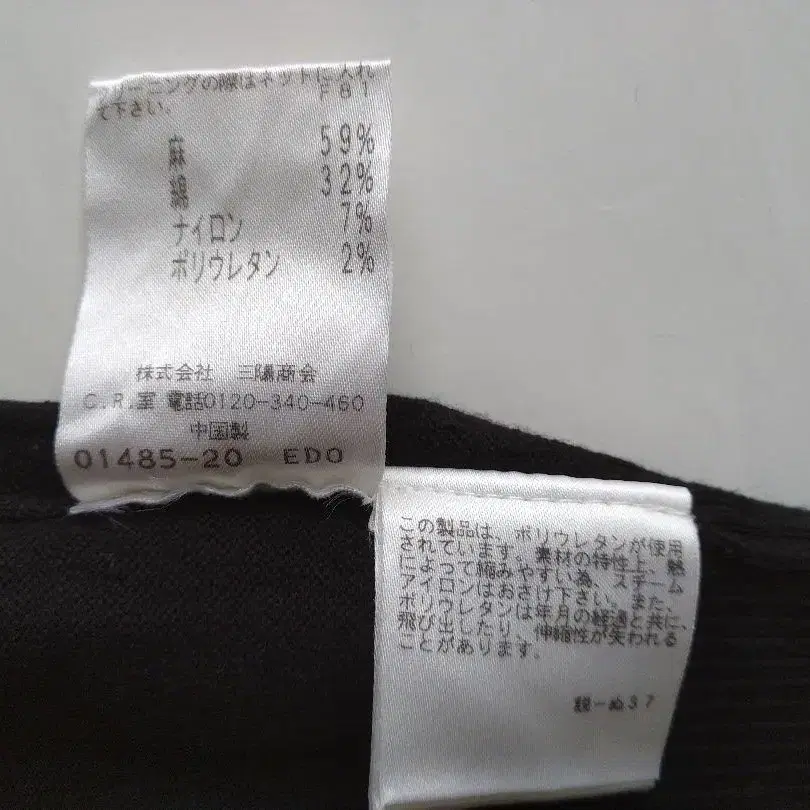 クリーニングの際はネットに入れ
て下さい。 F81
麻 59%
綿 32%
ナイロン 7%
ポリウレタン 2%
株式会社 三陽商会
C.R.室 電話0120-340-460
中国製
01485-20 EDO
この製品は、ポリウレタンが使用
されています。素材の特性上、熱
によって縮みやすい為、スチーム
アイロンはおさけ下さい。また、
ポリウレタンは年月の経過と共に、
飛び出したり、伸縮性が失われる
ことがあります。
説-ぬ37